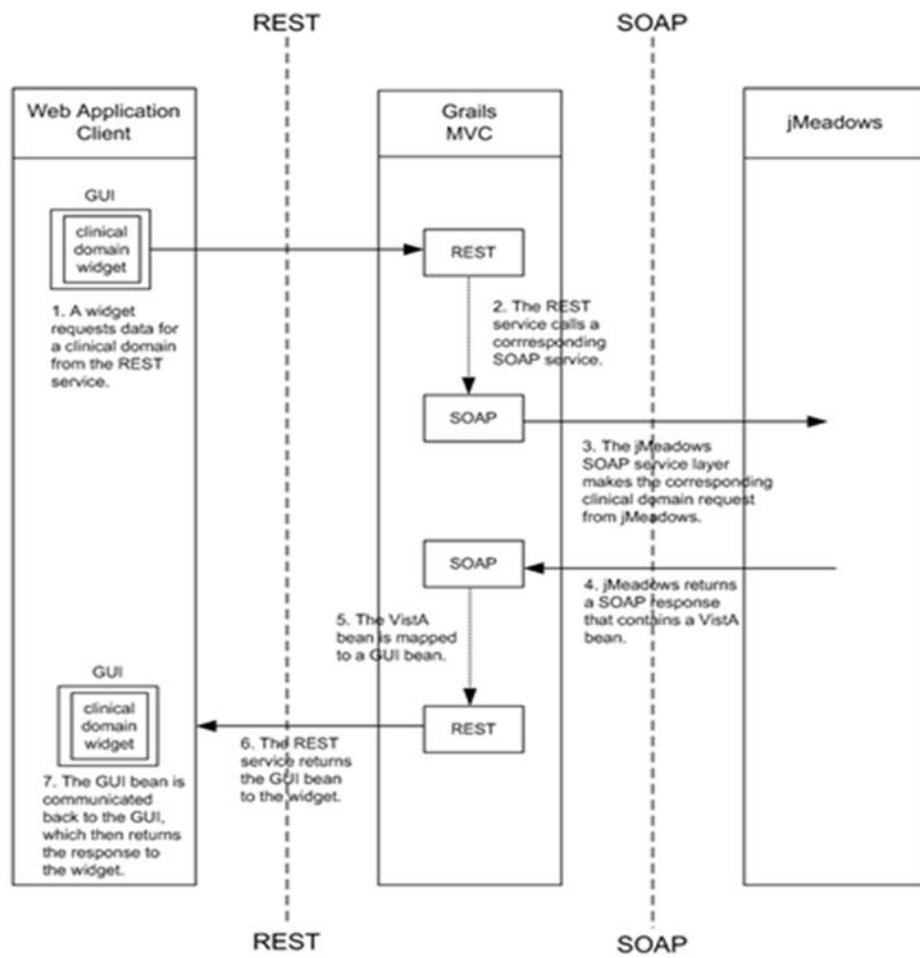 REST
SOAP
Web Application
Client
Grails
MVC
jMeadows
GUI
clinical
domain
widget
REST
1. A widget
requests data for
a clinical domain
from the REST
service.
2. The REST
service calls a
corrresponding
SOAP service.
SOAP
3. The jMeadows
SOAP service layer
makes the corresponding
clinical domain request
from jMeadows.
SOAP
4. jMeadows returns
a SOAP response
that contains a VistA
bean.
5. The VistA
bean is mapped
to a GUI bean.
GUI
clinical
domain
widget
REST
6. The REST
service returns
the GUI bean
to the widget.
7. The GUI bean is
communicated
back to the GUI,
which then returns
the response to
the widget.
REST
SOAP